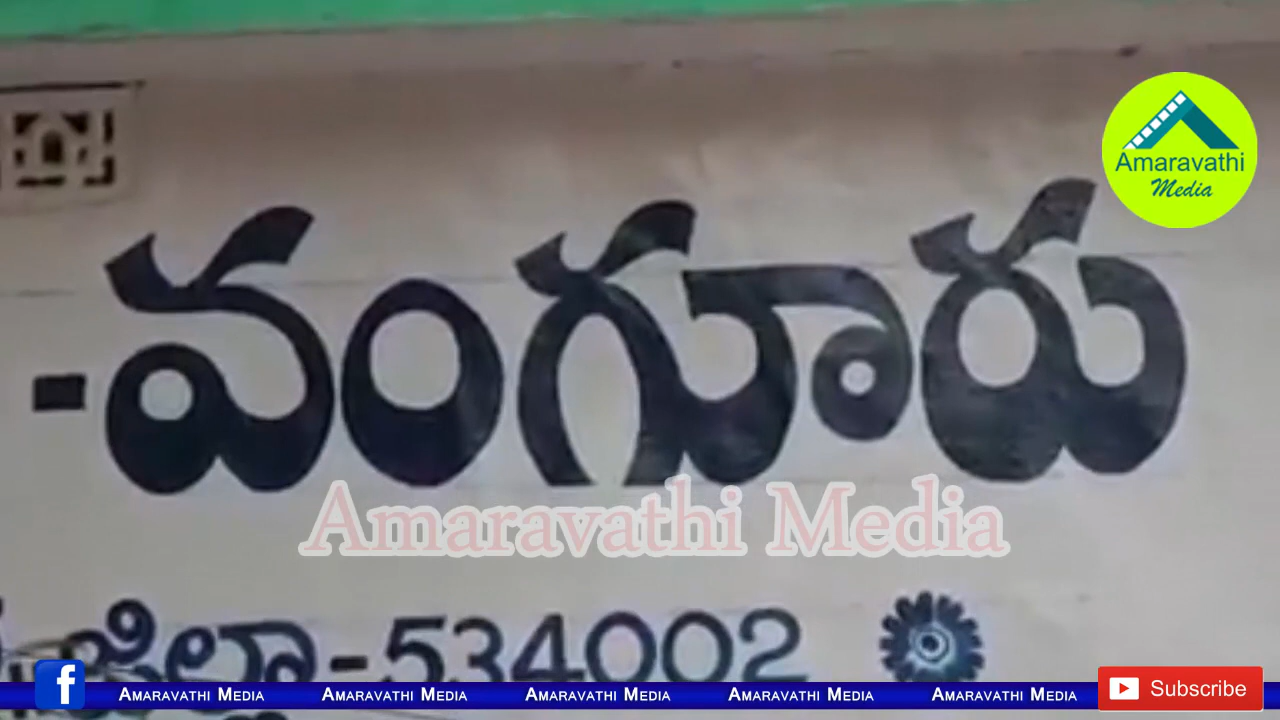 Amaravathi
Media
-వంగూరు
Amaravathi Media
జిల్లా-534002
f AMARAVATHI MEDIA AMARAVATHI MEDIA AMARAVATHI MEDIA AMARAVATHI MEDIA AMARAVATHI MEDIA Subscribe